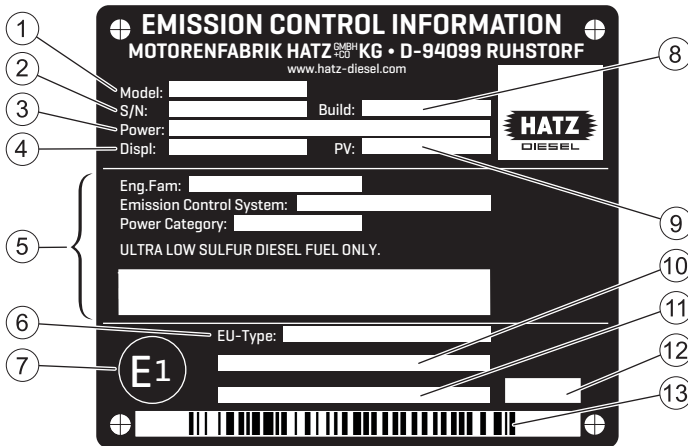 EMISSION CONTROL INFORMATION
MOTORENFABRIK HATZ GMBH +CO KG • D-94099 RUHSTORF
www.hatz-diesel.com
Model:
S/N:
Build:
Power:
Displ:
PV:
HATZ
DIESEL
Eng.Fam:
Emission Control System:
Power Category:
ULTRA LOW SULFUR DIESEL FUEL ONLY.
EU-Type:
E1
1
2
3
4
5
6
7
8
9
10
11
12
13